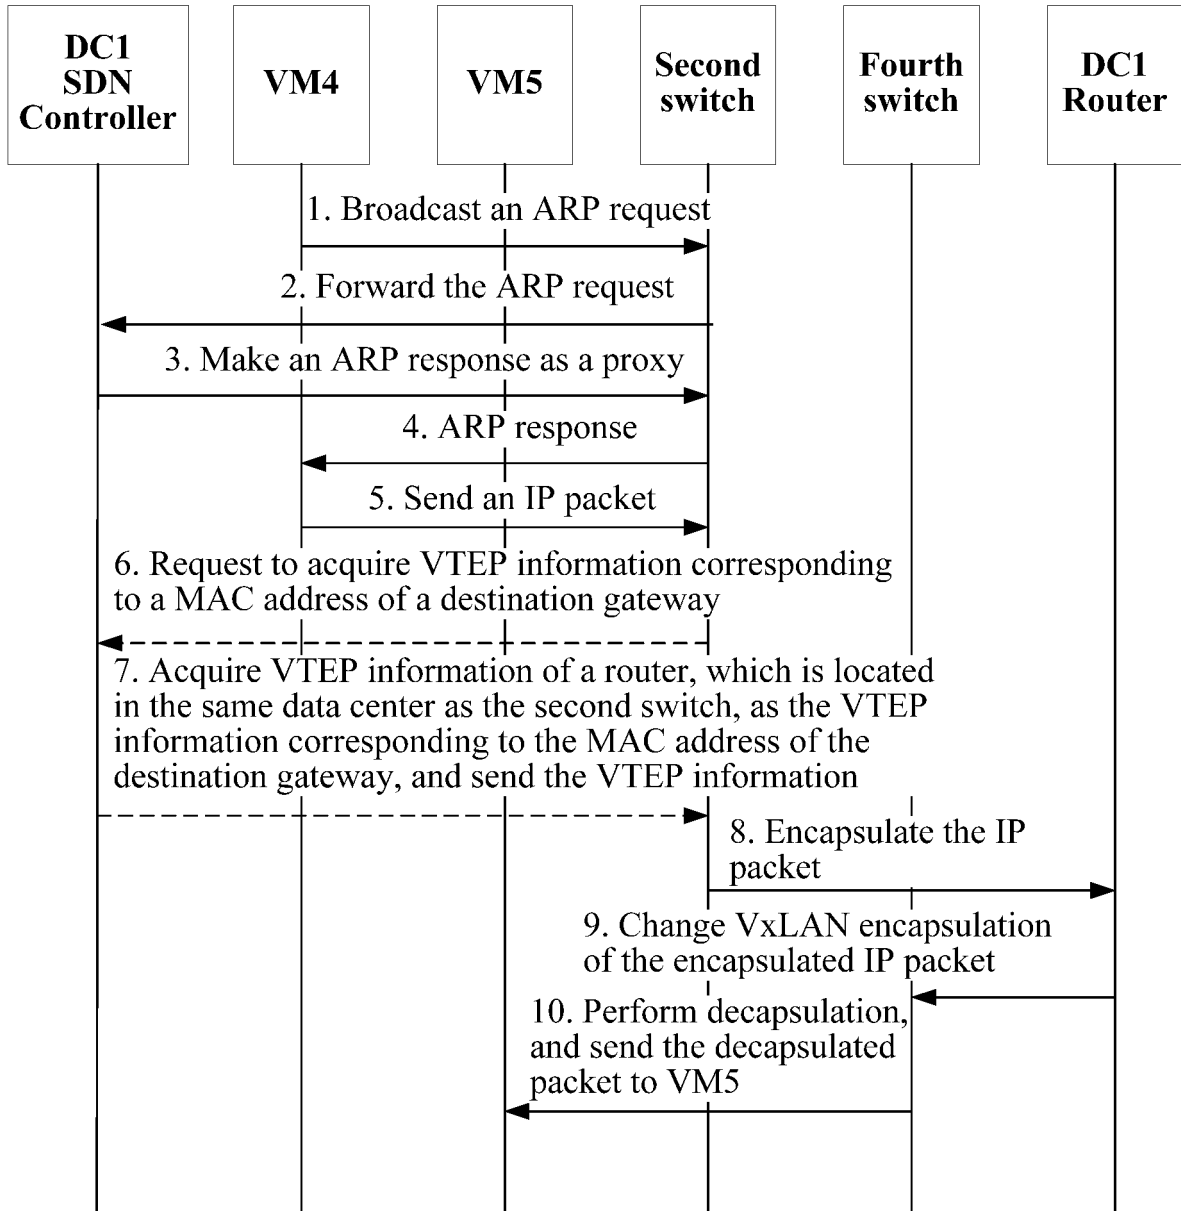 DC1
SDN
Controller
VM4
VM5
Second
switch
Fourth
switch
DC1
Router
1. Broadcast an ARP request
2. Forward the ARP request
3. Make an ARP response as a proxy
4. ARP response
5. Send an IP packet
6. Request to acquire VTEP information corresponding
to a MAC address of a destination gateway
7. Acquire VTEP information of a router, which is located
in the same data center as the second switch, as the VTEP
information corresponding to the MAC address of the
destination gateway, and send the VTEP information
8. Encapsulate the IP
packet
9. Change VxLAN encapsulation
of the encapsulated IP packet
10. Perform decapsulation,
and send the decapsulated
packet to VM5